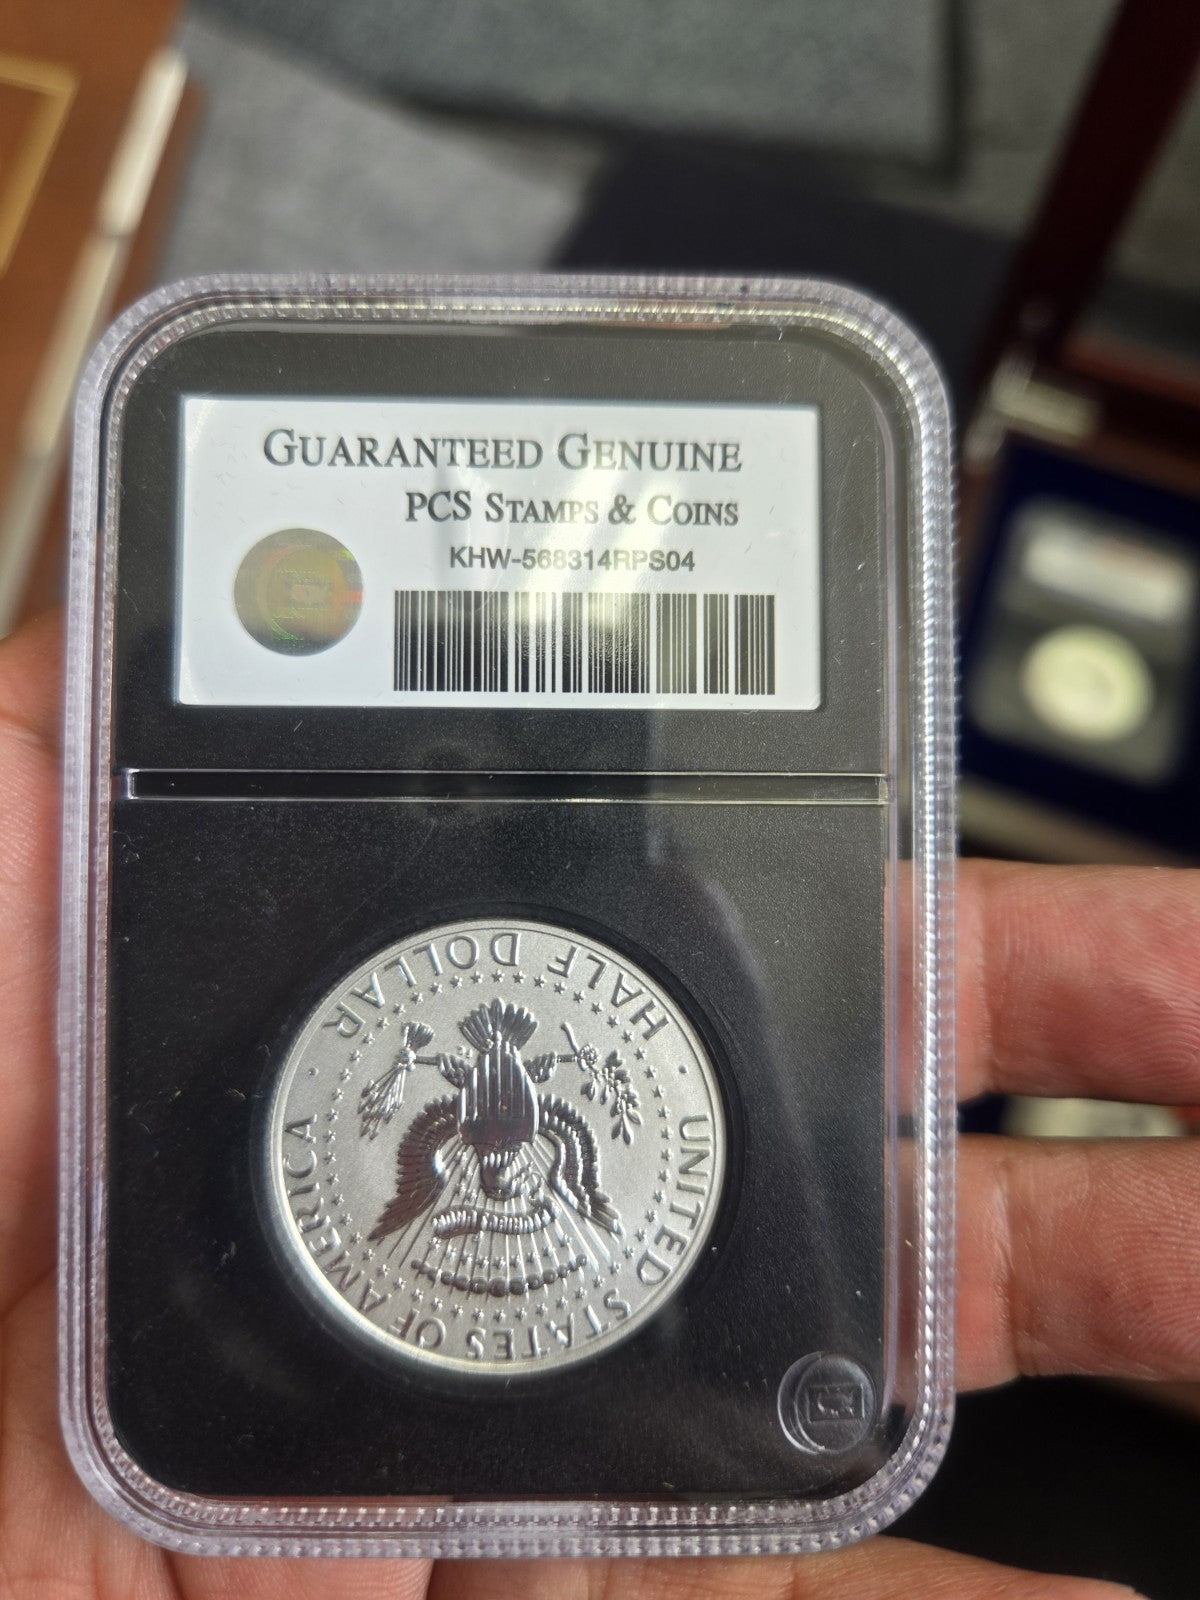 GUARANTEED GENUINE
PCS STAMPS & COINS
KHW-568314RPS04
UNITED STATES OF AMERICA
· HALF DOLLAR ·